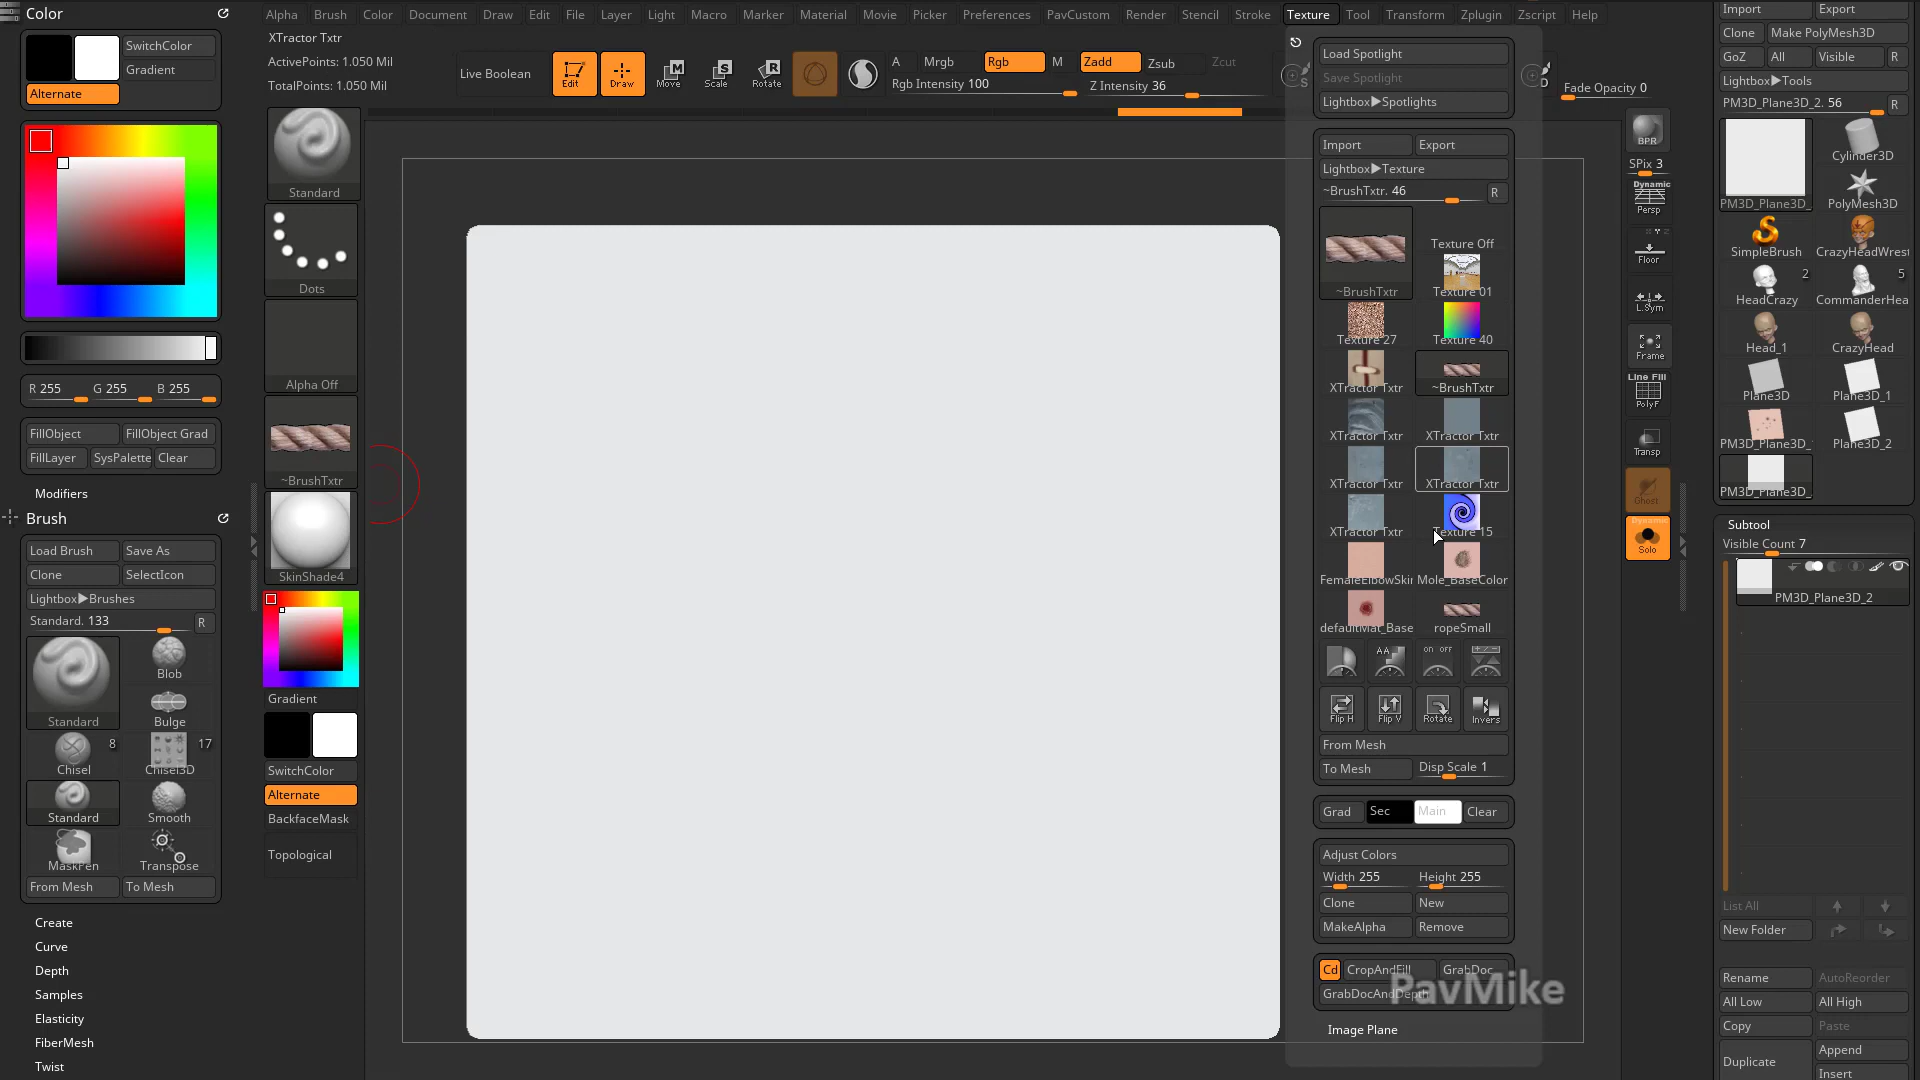 Color
SwitchColor
Gradient
Alternate
R 255 G 255 B 255
FillObject FillObject Grad
FillLayer SysPalette Clear
Modifiers
Brush
Load Brush Save As
Clone SelectIcon
Lightbox▶Brushes
Standard. 133 R
Standard Blob
Bulge
Chisel 8 Chisel3D 17
Standard Smooth
MaskPen Transpose
From Mesh To Mesh
Create
Curve
Depth
Samples
Elasticity
FiberMesh
Twist
Alpha Brush Color Document Draw Edit File Layer Light Macro Marker Material Movie Picker Preferences PavCustom Render Stencil Stroke Texture Tool Transform Zplugin Zscript Help
XTractor Txtr
ActivePoints: 1.050 Mil
TotalPoints: 1.050 Mil
Live Boolean
Edit Draw Move Scale Rotate
A Mrgb Rgb M Zadd Zsub Zcut
Rgb Intensity 100 Z Intensity 36
S D
Fade Opacity 0
Standard
Dots
Alpha Off
~BrushTxtr
SkinShade4
Gradient
SwitchColor
Alternate
BackfaceMask
Topological
Load Spotlight
Save Spotlight
Lightbox▶Spotlights
Import Export
Lightbox▶Texture
~BrushTxtr. 46 R
~BrushTxtr Texture Off
Texture 01
Texture 27 Texture 40
XTractor Txtr ~BrushTxtr
XTractor Txtr XTractor Txtr
XTractor Txtr XTractor Txtr
XTractor Txtr Texture 15
FemaleElbowSkin Mole_BaseColor
defaultMat_Base ropeSmall
AA ON OFF
Flip H Flip V Rotate Invers
From Mesh
To Mesh Disp Scale 1
Grad Sec Main Clear
Adjust Colors
Width 255 Height 255
Clone New
MakeAlpha Remove
Cd CropAndFill GrabDoc
GrabDocAndDepth
PavMike
Image Plane
BPR
SPix 3
Dynamic
Persp
Floor
L.Sym
Frame
Line Fill
PolyF
Transp
Ghost
Dynamic
Solo
Import Export
Clone Make PolyMesh3D
GoZ All Visible R
Lightbox▶Tools
PM3D_Plane3D_2. 56 R
PM3D_Plane3D_ Cylinder3D
PolyMesh3D
SimpleBrush CrazyHeadWrest
HeadCrazy 2 CommanderHea 5
Head_1 CrazyHead
Plane3D Plane3D_1
PM3D_Plane3D_ Plane3D_2
PM3D_Plane3D_
Subtool
Visible Count 7
PM3D_Plane3D_2
List All
New Folder
Rename AutoReorder
All Low All High
Copy Paste
Duplicate Append
Insert